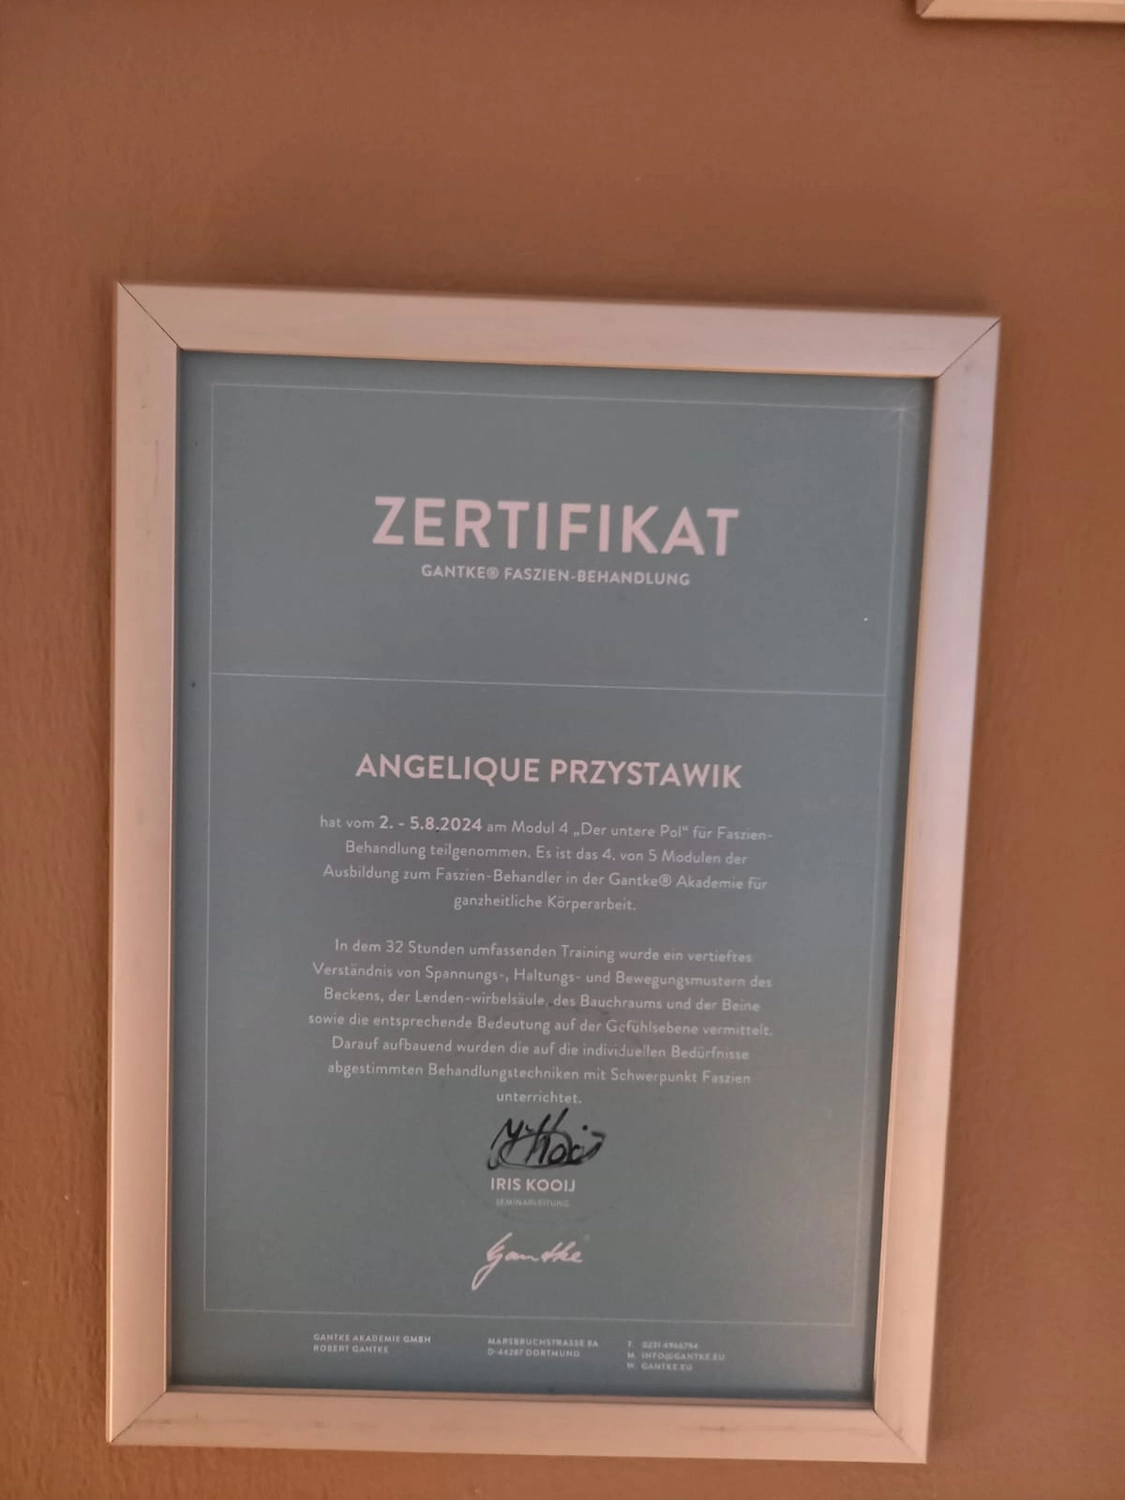 ZERTIFIKAT
GANTKE® FASZIEN-BEHANDLUNG
ANGELIQUE PRZYSTAWIK
hat vom 2. - 5.8.2024 am Modul 4 „Der untere Pol“ für Faszien-
Behandlung teilgenommen. Es ist das 4. von 5 Modulen der
Ausbildung zum Faszien-Behandler in der Gantke® Akademie für
ganzheitliche Körperarbeit.
In dem 32 Stunden umfassenden Training wurde ein vertieftes
Verständnis von Spannungs-, Haltungs- und Bewegungsmustern des
Beckens, der Lenden-wirbelsäule, des Bauchraums und der Beine
sowie die entsprechende Bedeutung auf der Gefühlsebene vermittelt.
Darauf aufbauend wurden die auf die individuellen Bedürfnisse
abgestimmten Behandlungstechniken mit Schwerpunkt Faszien
unterrichtet.
IRIS KOOIJ
SEMINARLEITUNG
Gantke
GANTKE AKADEMIE GMBH
ROBERT GANTKE
MARSBRUCHSTRASSE 8A
D-44287 DORTMUND
T. 0231 4966754
M. INFO@GANTKE.EU
W. GANTKE.EU